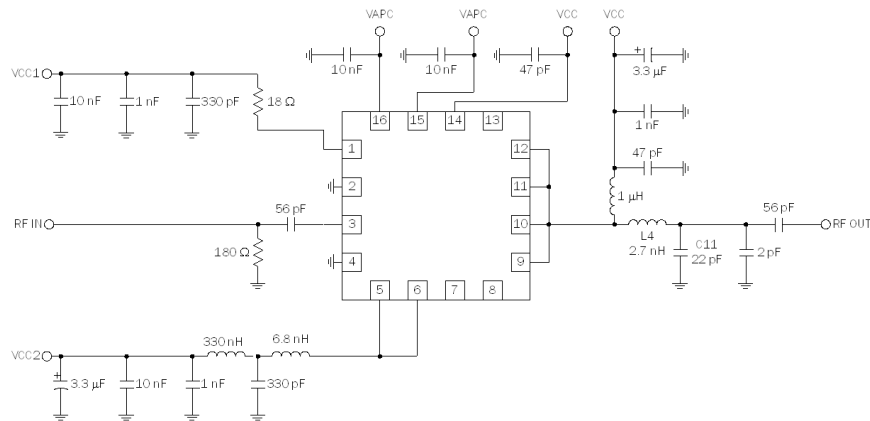 VAPC VAPC VCC VCC
10 nF 10 nF 47 pF 3.3 µF
VCC1
10 nF 1 nF 330 pF 18 Ω
1 nF
16 15 14 13
1 12
47 pF
2 11
1 µH
RF IN 56 pF 3 10 56 pF RF OUT
L4
2.7 nH
C11
22 pF
2 pF
180 Ω
4 9
5 6 7 8
330 nH 6.8 nH
VCC2
3.3 µF 10 nF 1 nF 330 pF